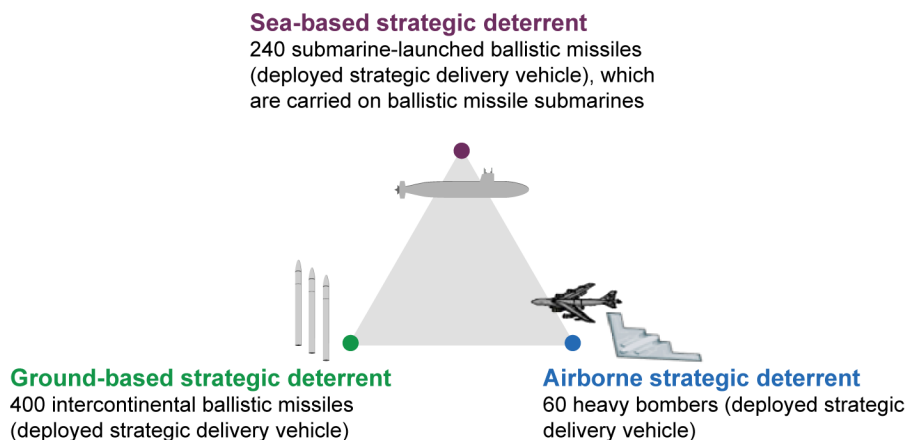 Sea-based strategic deterrent
240 submarine-launched ballistic missiles
(deployed strategic delivery vehicle), which
are carried on ballistic missile submarines
Ground-based strategic deterrent
400 intercontinental ballistic missiles
(deployed strategic delivery vehicle)
Airborne strategic deterrent
60 heavy bombers (deployed strategic
delivery vehicle)